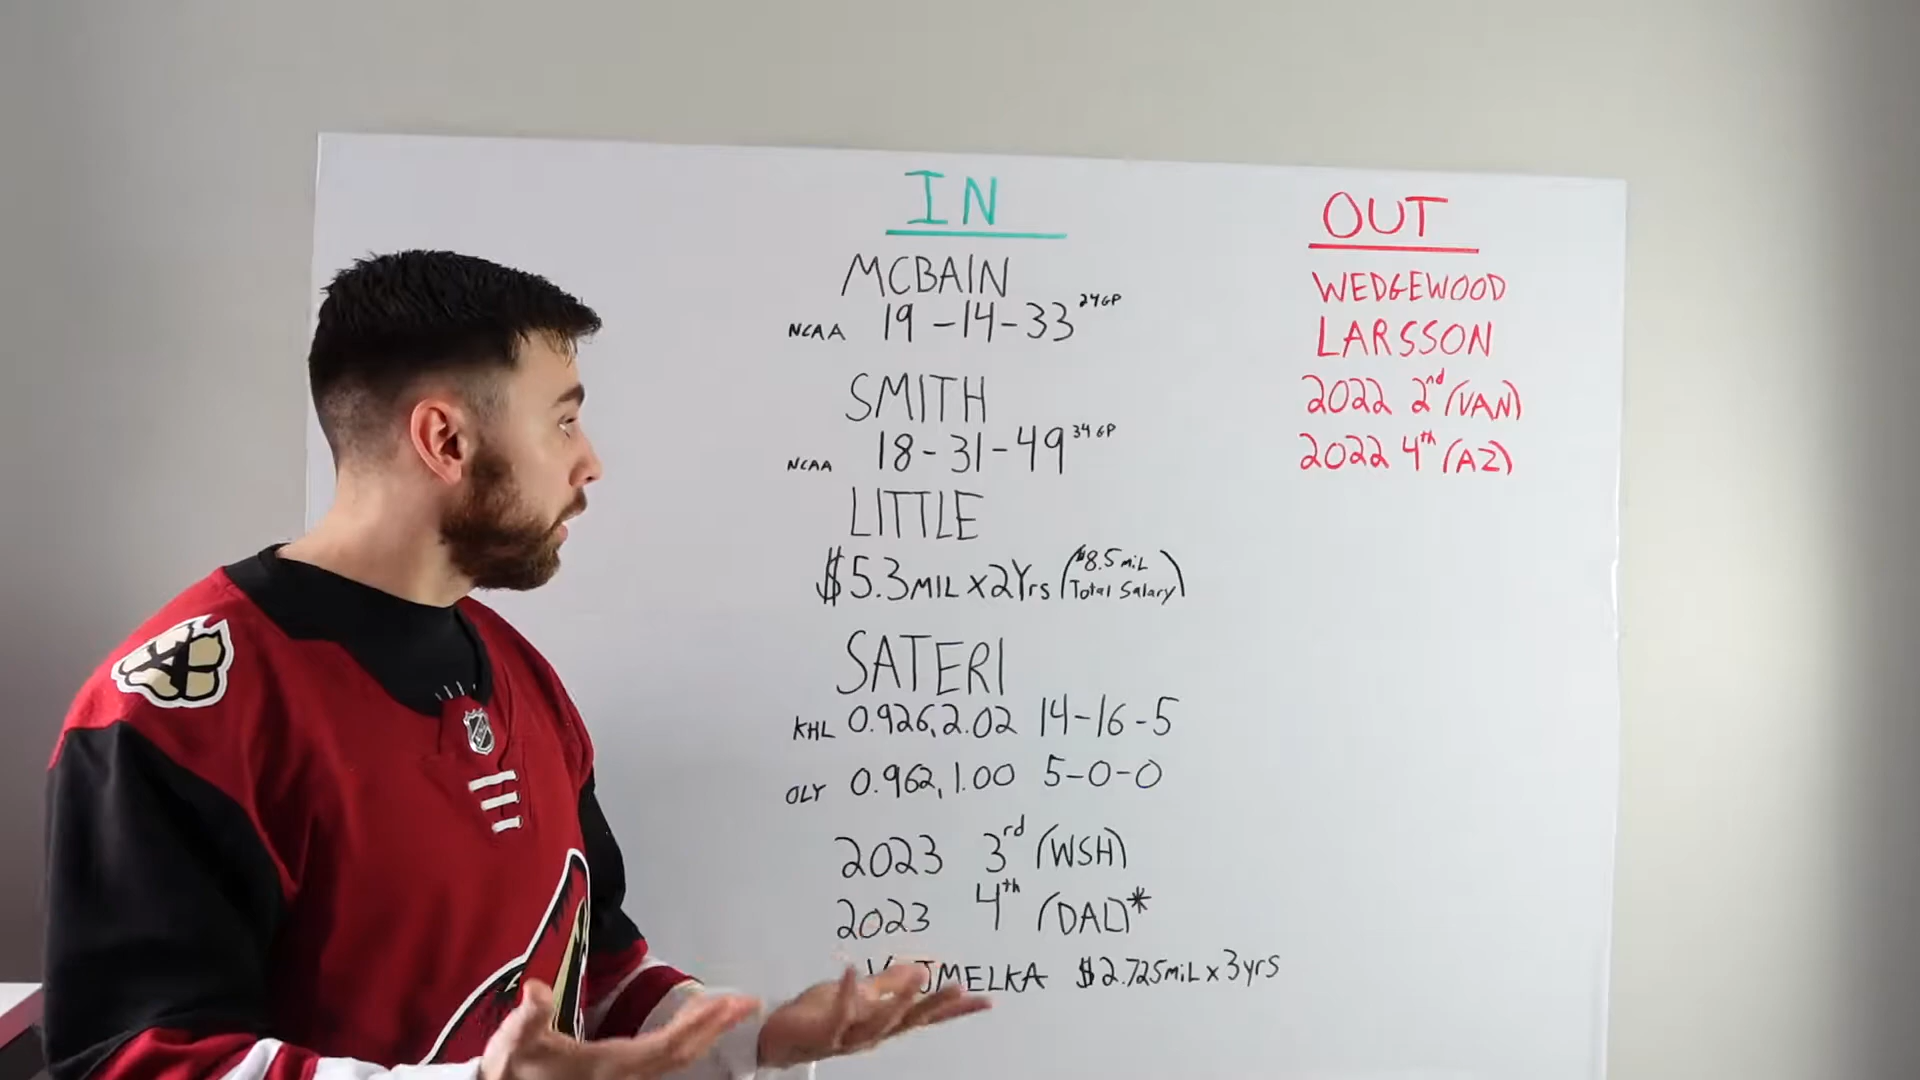 IN
MCBAIN
NCAA 19-14-33 24GP
SMITH
NCAA 18-31-49 34GP
LITTLE
$5.3MIL x2Yrs ($8.5 miL
Total Salary)
SATERI
KHL 0.926, 2.02 14-16-5
OLY 0.962, 1.00 5-0-0
2023 3rd (WSH)
2023 4th (DAL)*
JMELKA $2.725miL x 3yrs
OUT
WEDGEWOOD
LARSSON
2022 2nd (VAN)
2022 4th (AZ)
A
NHL